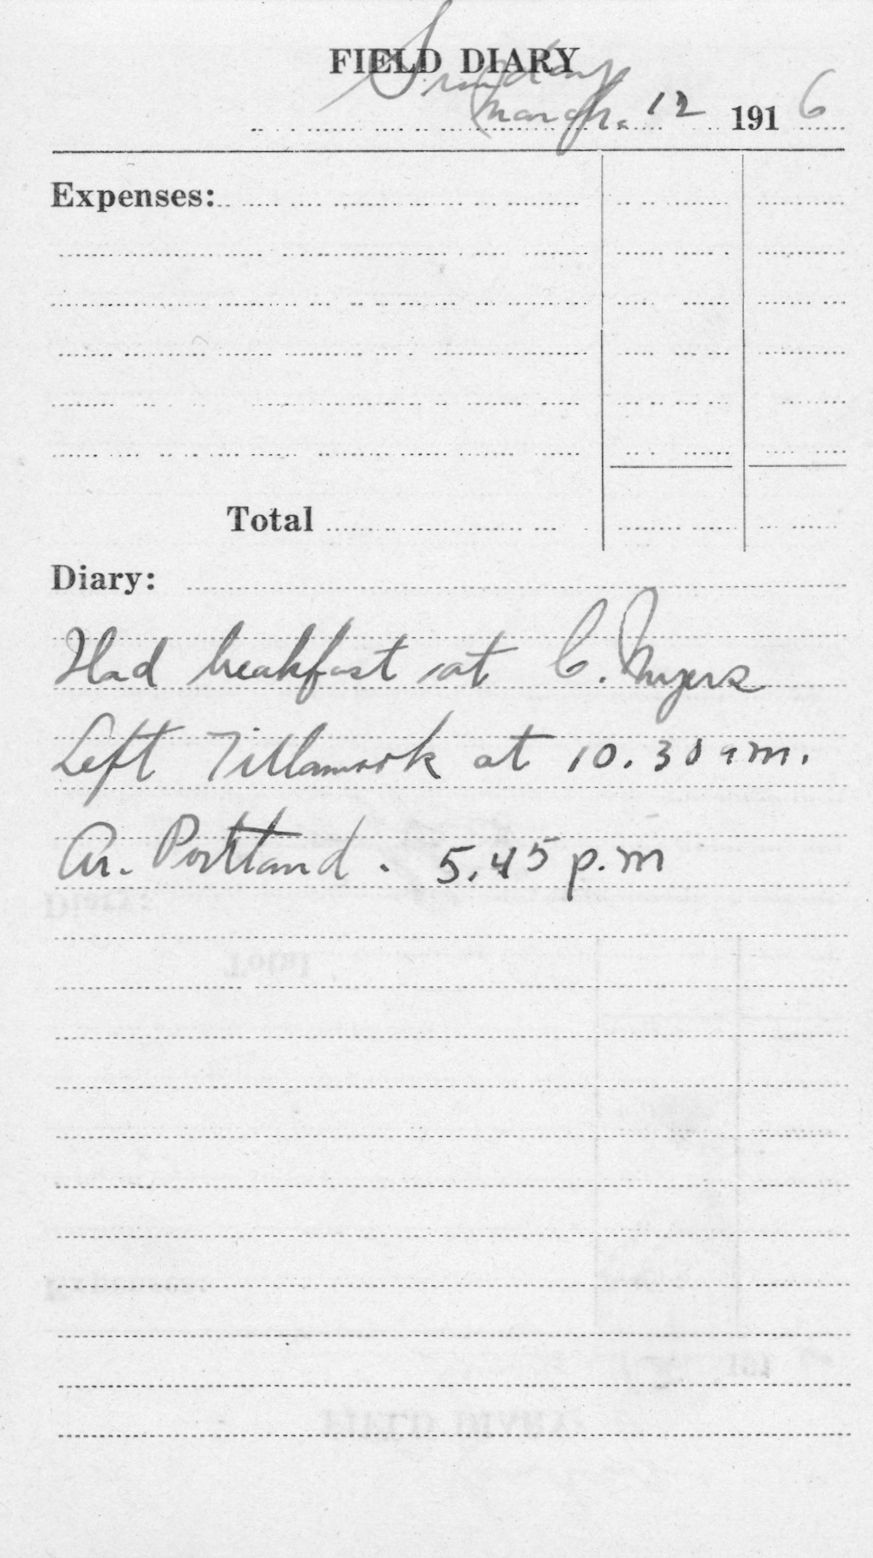 FIELD DIARY
Sunday
March. 12 1916
Expenses:
Total
Diary:
Had breakfast at C. Myers
Left Tillamook at 10.30 a m.
Ar. Portland. 5.45 p.m